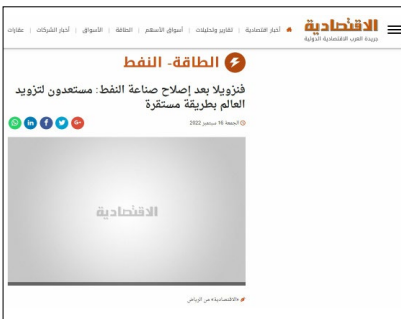 الاقتصادية
جريدة العرب الاقتصادية الدولية
أخبار اقتصادية | تقارير وتحليلات | أسواق الأسهم | الطاقة | الأسواق | أخبار الشركات | عقارات
الطاقة- النفط
فنزويلا بعد إصلاح صناعة النفط: مستعدون لتزويد
العالم بطريقة مستقرة
الجمعة 16 سبتمبر 2022
الاقتصادية
«الاقتصادية» من الرياض